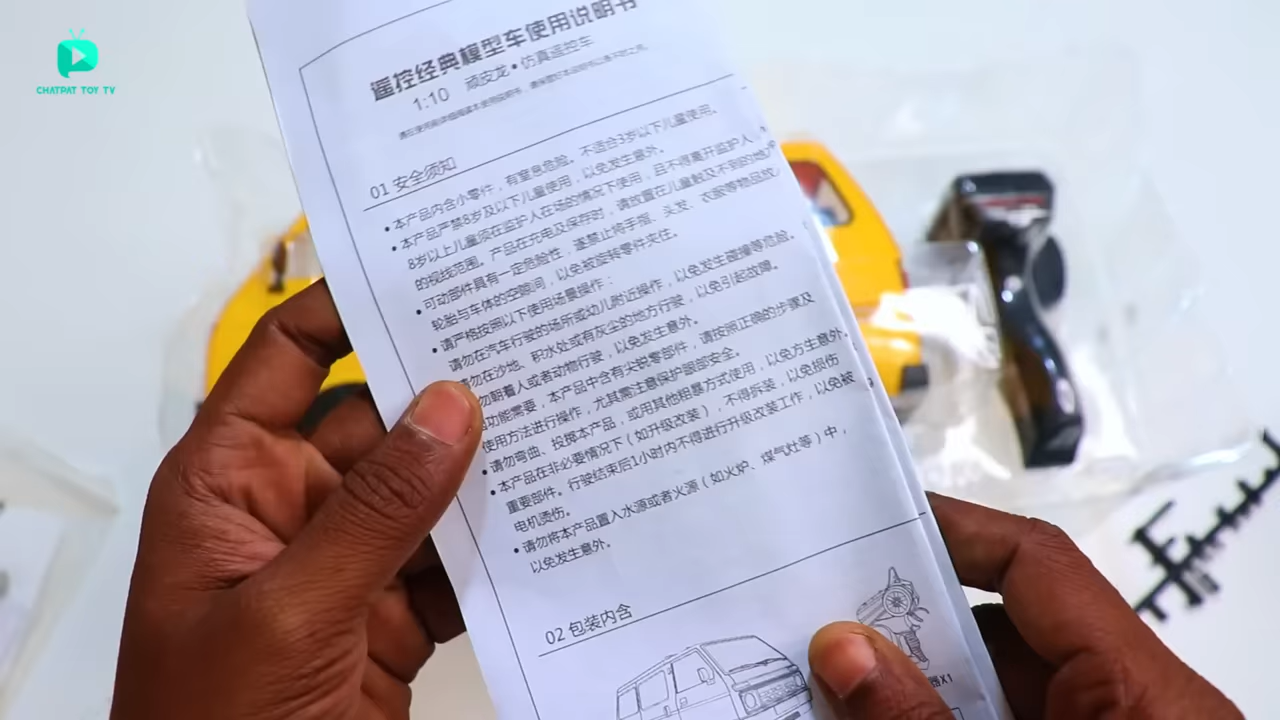 CHATPAT TOY TV
遥控经典模型车使用说明书
1:10 顽皮龙•仿真遥控车
01 安全须知
• 本产品内含小零件，有窒息危险。不适合3岁以下儿童使用。
• 本产品严禁8岁及以下儿童使用，以免发生意外。
8岁以上儿童须在监护人在场的情况下使用，且不得离开监护人
的视线范围。产品在充电及保存时，请放置在儿童触及不到的地方
• 可动部件具有一定危险性，严禁止将手指、头发、衣服等物品放
轮胎与车体的空隙间，以免被旋转零件夹住。
• 请严格按照以下使用场景操作：
请勿在汽车行驶的场所或幼儿附近操作，以免发生碰撞等危险。
请勿在沙地、积水处或有灰尘的地方行驶，以免引起故障。
勿朝着人或者动物行驶，以免发生意外。
功能需要，本产品中含有尖锐零部件，请按照正确的步骤及
使用方法进行操作，尤其需注意保护眼部安全。
• 请勿弯曲、投掷本产品，或用其他粗暴方式使用，以免方生意外。
• 本产品在非必要情况下（如升级改装），不得拆装，以免损伤
重要部件。行驶结束后1小时内不得进行升级改装工作，以免被
电机烫伤。
• 请勿将本产品置入水源或者火源（如火炉、煤气灶等）中，
以免发生意外。
02 包装内含
器X1